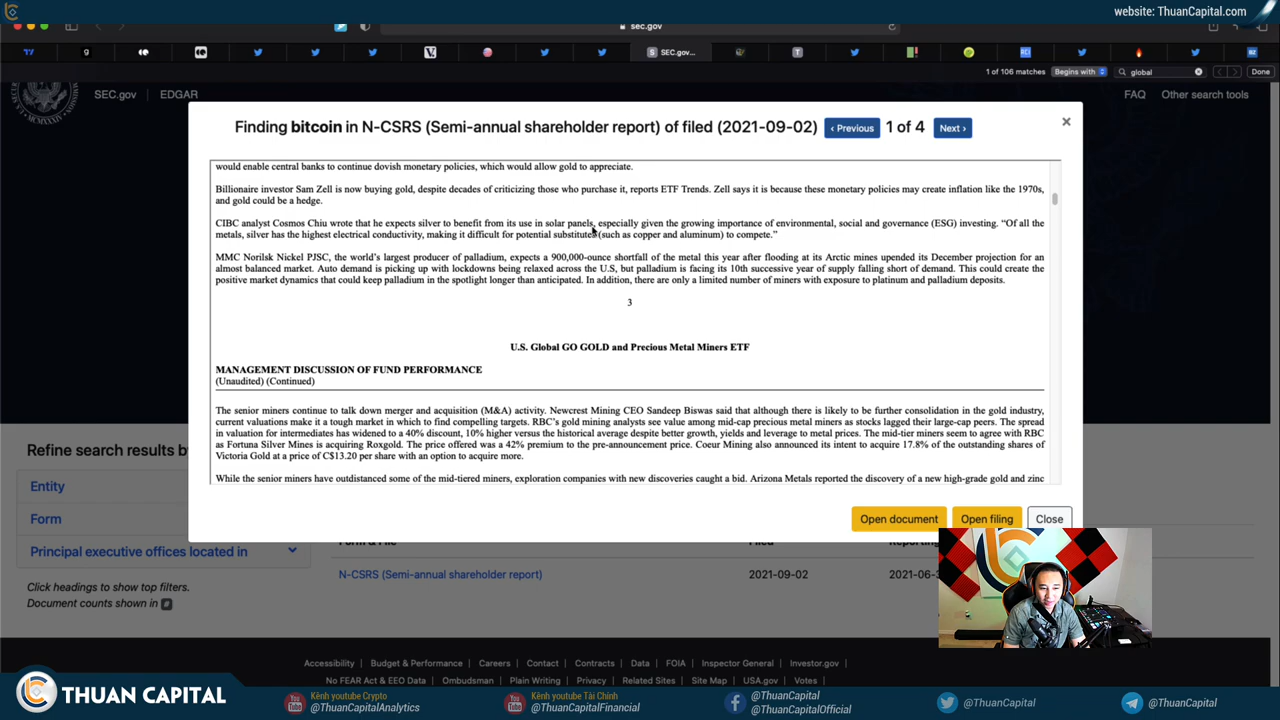 website: ThuanCapital.com
sec.gov
SEC.gov...
1 of 106 matches
Begins with
global
Done
SEC.gov
EDGAR
FAQ
Other search tools
Finding bitcoin in N-CSRS (Semi-annual shareholder report) of filed (2021-09-02)
‹ Previous
1 of 4
Next ›
×
would enable central banks to continue dovish monetary policies, which would allow gold to appreciate.
Billionaire investor Sam Zell is now buying gold, despite decades of criticizing those who purchase it, reports ETF Trends. Zell says it is because these monetary policies may create inflation like the 1970s,
and gold could be a hedge.
CIBC analyst Cosmos Chiu wrote that he expects silver to benefit from its use in solar panels, especially given the growing importance of environmental, social and governance (ESG) investing. “Of all the
metals, silver has the highest electrical conductivity, making it difficult for potential substitutes (such as copper and aluminum) to compete.”
MMC Norilsk Nickel PJSC, the world’s largest producer of palladium, expects a 900,000-ounce shortfall of the metal this year after flooding at its Arctic mines upended its December projection for an
almost balanced market. Auto demand is picking up with lockdowns being relaxed across the U.S, but palladium is facing its 10th successive year of supply falling short of demand. This could create the
positive market dynamics that could keep palladium in the spotlight longer than anticipated. In addition, there are only a limited number of miners with exposure to platinum and palladium deposits.
3
U.S. Global GO GOLD and Precious Metal Miners ETF
MANAGEMENT DISCUSSION OF FUND PERFORMANCE
(Unaudited) (Continued)
The senior miners continue to talk down merger and acquisition (M&A) activity. Newcrest Mining CEO Sandeep Biswas said that although there is likely to be further consolidation in the gold industry,
current valuations make it a tough market in which to find compelling targets. RBC’s gold mining analysts see value among mid-cap precious metal miners as stocks lagged their large-cap peers. The spread
in valuation for intermediates has widened to a 40% discount, 10% higher versus the historical average despite better growth, yields and leverage to metal prices. The mid-tier miners seem to agree with RBC
as Fortuna Silver Mines is acquiring Roxgold. The price offered was a 42% premium to the pre-announcement price. Coeur Mining also announced its intent to acquire 17.8% of the outstanding shares of
Victoria Gold at a price of C$13.20 per share with an option to acquire more.
While the senior miners have outdistanced some of the mid-tiered miners, exploration companies with new discoveries caught a bid. Arizona Metals reported the discovery of a new high-grade gold and zinc
Open document
Open filing
Close
Refine search results by
Entity
Form
Principal executive offices located in
Click headings to show top filters.
Document counts shown in #
Form & File
Filed
Reporting
N-CSRS (Semi-annual shareholder report)
2021-09-02
2021-06-3
Accessibility
Budget & Performance
Careers
Contact
Contracts
Data
FOIA
Inspector General
Investor.gov
No FEAR Act & EEO Data
Ombudsman
Plain Writing
Privacy
Related Sites
Site Map
USA.gov
Votes
THUAN CAPITAL
Kênh youtube Crypto
@ThuanCapitalAnalytics
Kênh youtube Tài Chính
@ThuanCapitalFinancial
@ThuanCapital
@ThuanCapitalOfficial
@ThuanCapital
@ThuanCapital